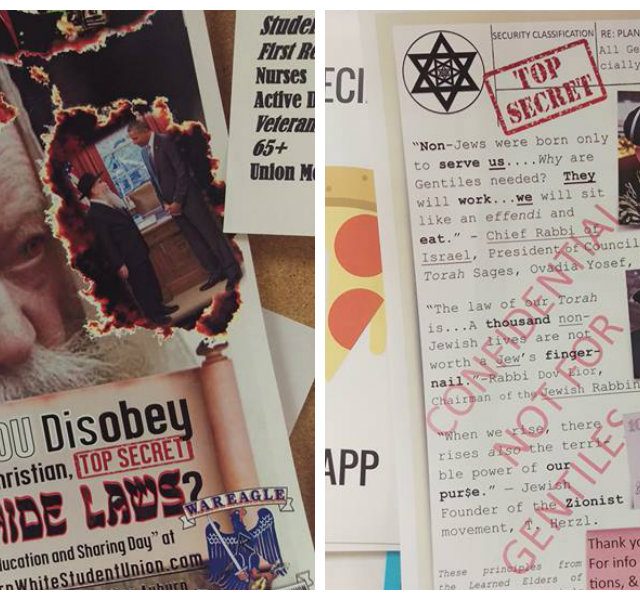 Stude
First Re
Nurses
Active D
Veteran
65+
Union Me
OU Disobey
hristian, TOP SECRET
HIDE LAWS?
ducation and Sharing Day" at
rnWhiteStudentUnion.com
Auburn
WAREAGLE
ECI
APP
SECURITY CLASSIFICATION
RE: PLAN
All Ge
cially
TOP
SECRET
"Non-Jews were born only
to serve us....Why are
Gentiles needed? They
will work...we will sit
like an effendi and
eat." – Chief Rabbi of
Israel, President of Council
Torah Sages, Ovadia Yosef,
"The law of our Torah
is...A thousand non-
Jewish lives are not
worth a Jew's finger-
nail."-Rabbi Dov Lior,
Chairman of the Jewish Rabbin
"When we rise, there
rises also the terri-
ble power of our
pur$e." – Jewish
Founder of the Zionist
movement, T. Herzl.
These principles from
the Learned Elders of
CONFIDENTIAL
NOT FOR
GENTILES
Thank yo
For info
tions, &